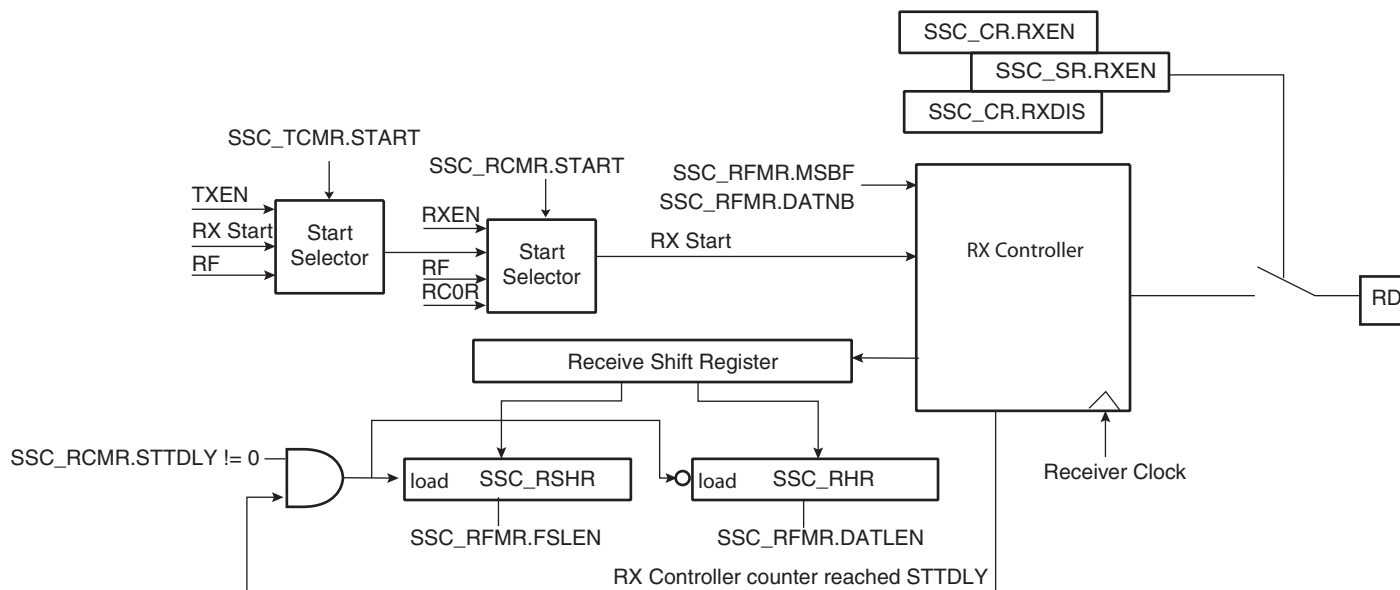 SSC_CR.RXEN
SSC_SR.RXEN
SSC_CR.RXDIS
SSC_TCMR.START
SSC_RCMR.START
SSC_RFMR.MSBF
SSC_RFMR.DATNB
TXEN
RX Start
RF
Start
Selector
RXEN
RF
RC0R
Start
Selector
RX Start
RX Controller
RD
Receive Shift Register
SSC_RCMR.STTDLY != 0
load
SSC_RSHR
load
SSC_RHR
Receiver Clock
SSC_RFMR.FSLEN
SSC_RFMR.DATLEN
RX Controller counter reached STTDLY